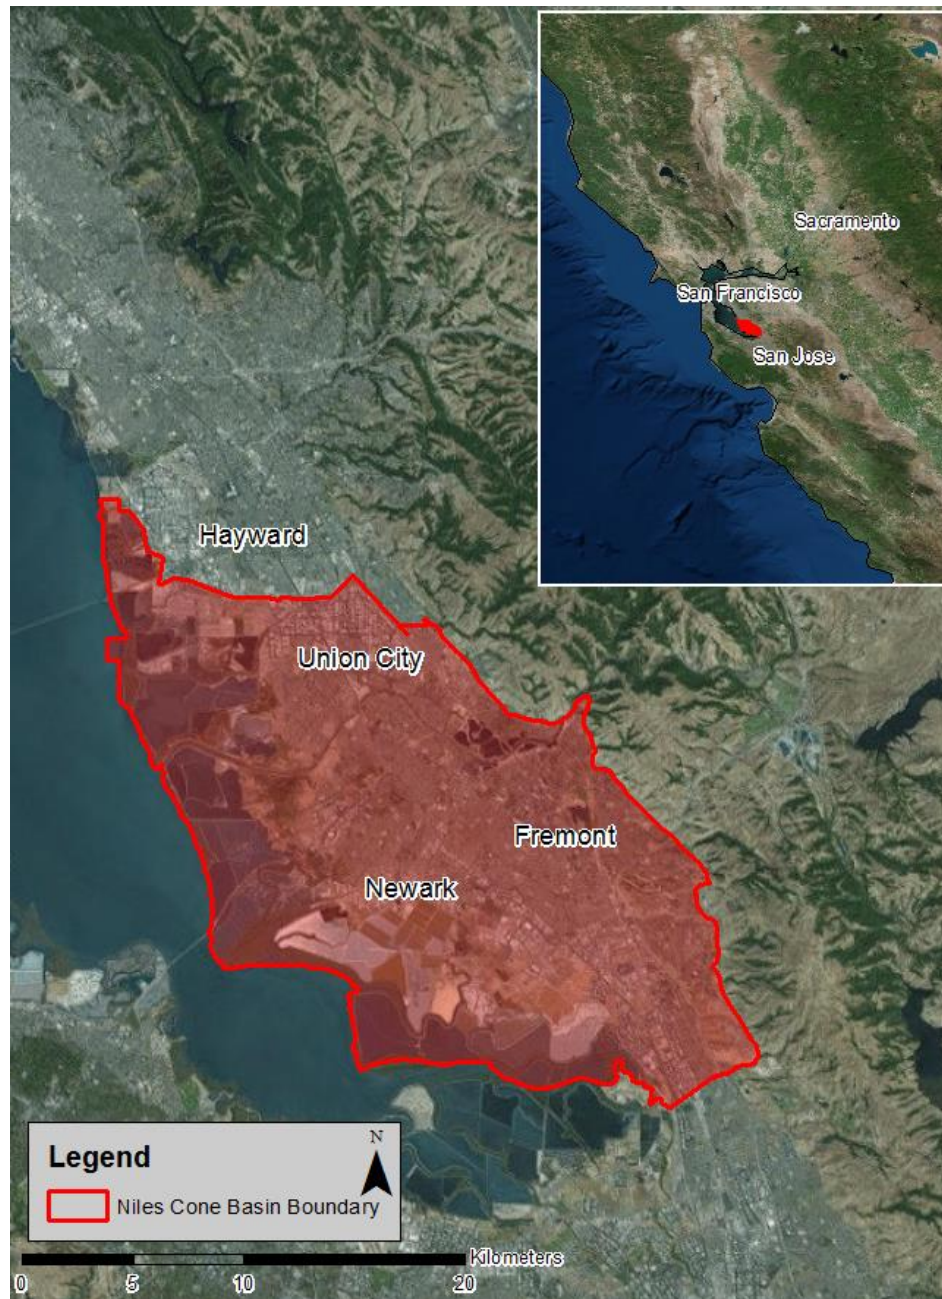 Sacramento
San Francisco
San Jose
Hayward
Union City
Fremont
Newark
Legend
N
Niles Cone Basin Boundary
Kilometers
0 5 10 20